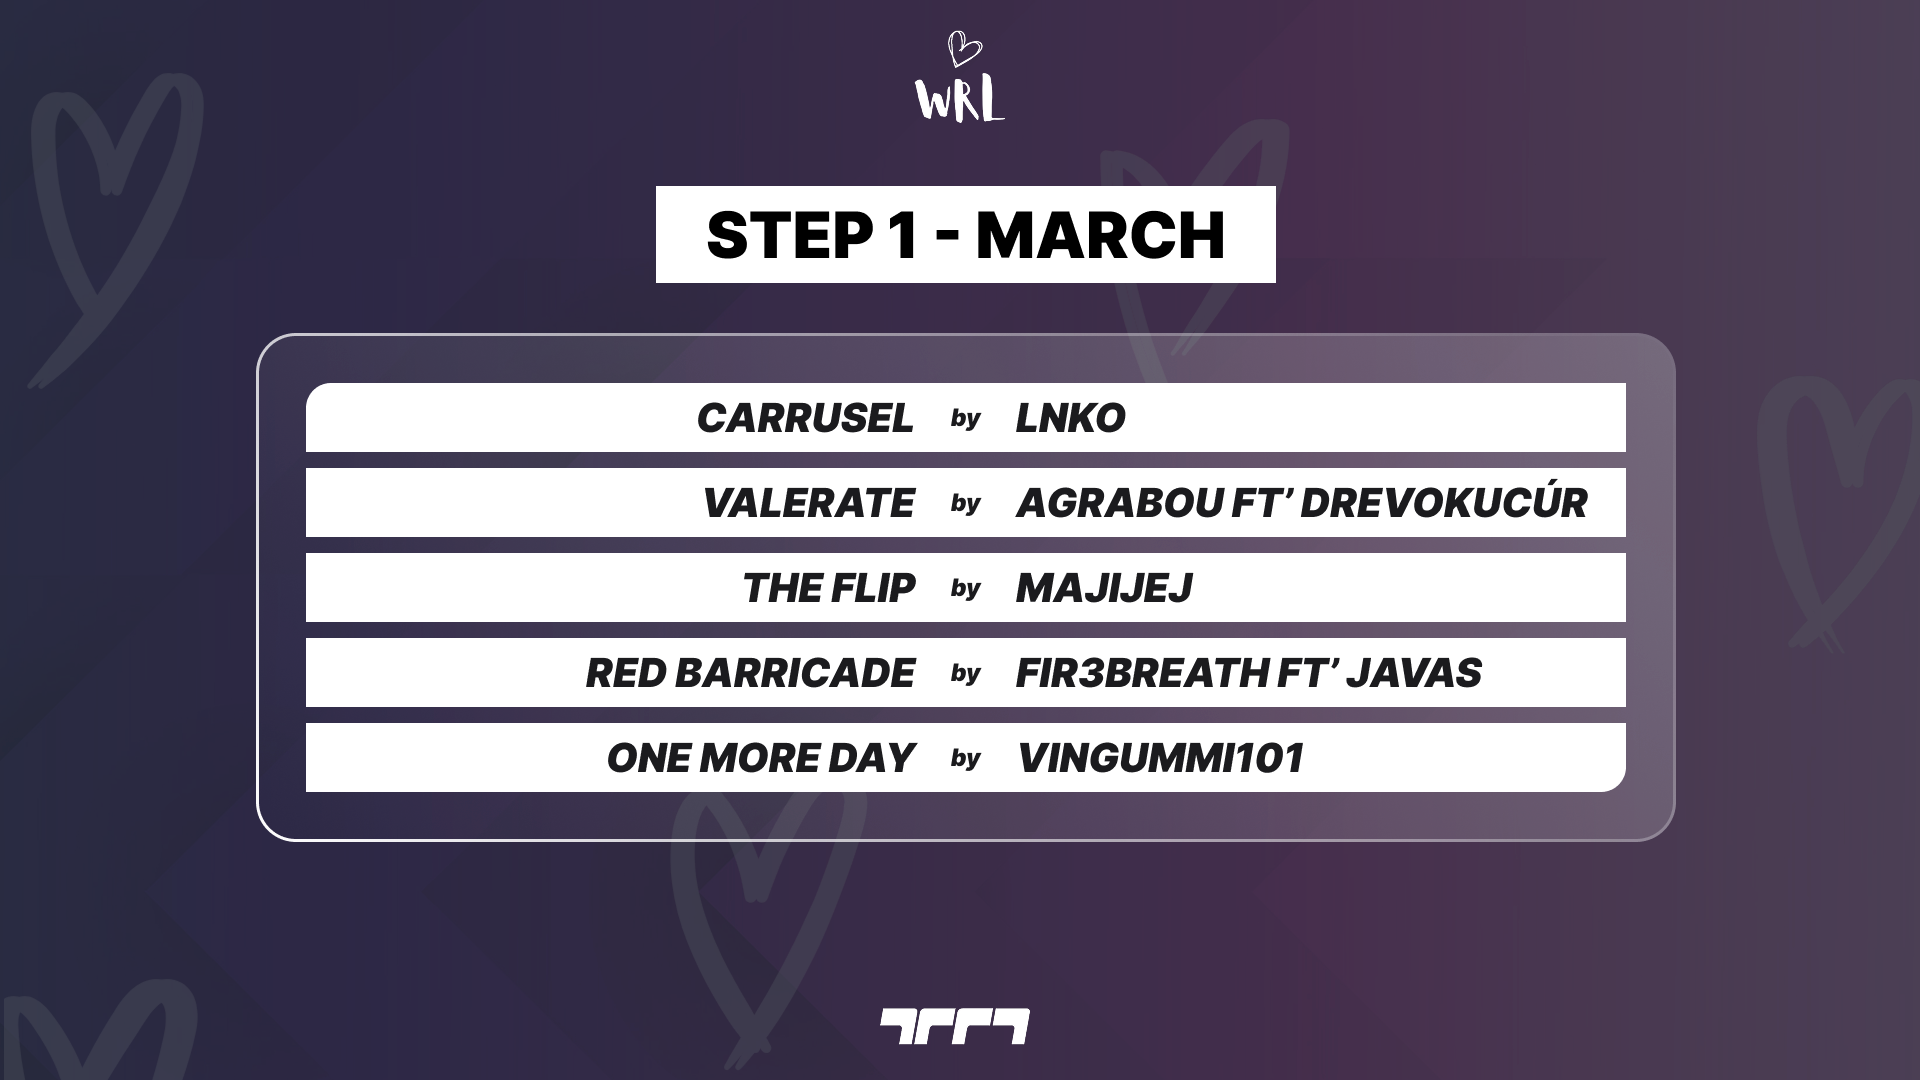 WRL
STEP 1 - MARCH
CARRUSEL by LNKO
VALERATE by AGRABOU FT’ DREVOKUCÚR
THE FLIP by MAJIJEJ
RED BARRICADE by FIR3BREATH FT’ JAVAS
ONE MORE DAY by VINGUMMI101